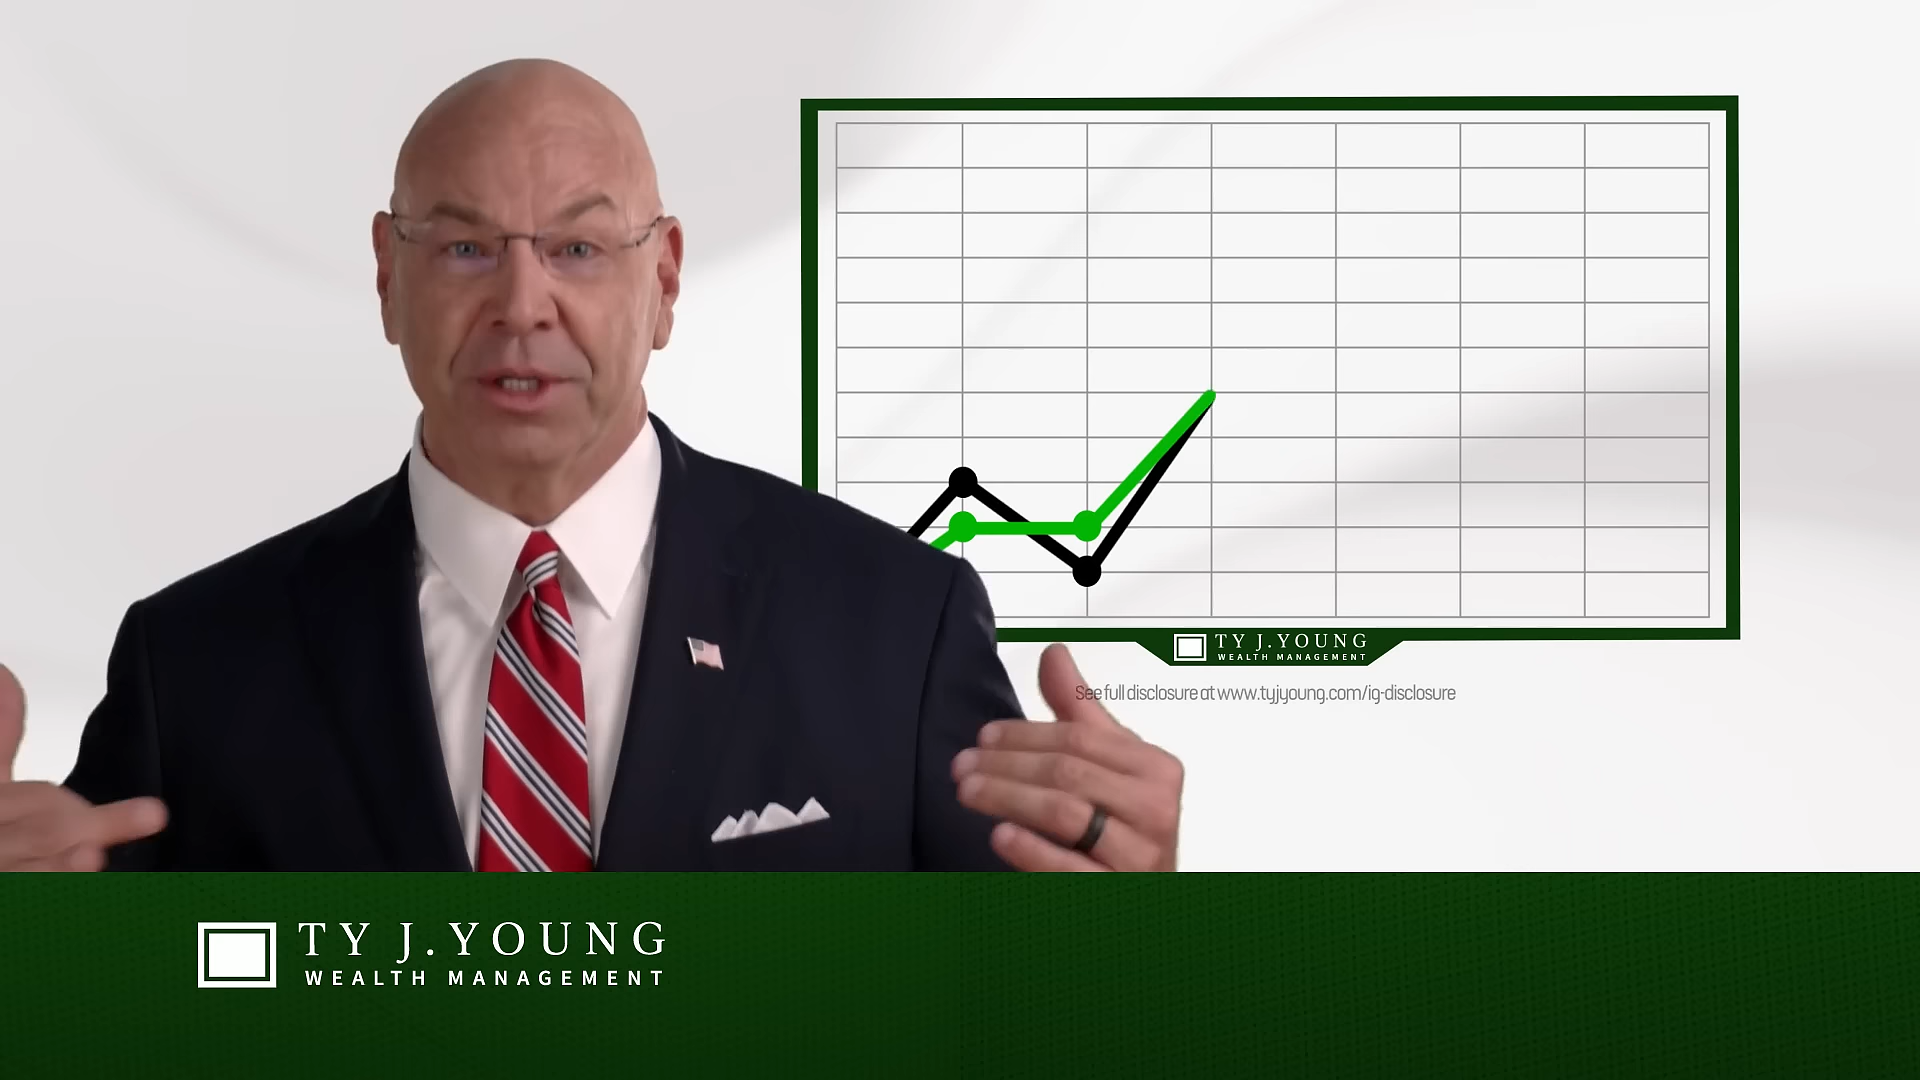 TY J. YOUNG
WEALTH MANAGEMENT
See full disclosure at www.tyjyoung.com/ig-disclosure
TY J. YOUNG
WEALTH MANAGEMENT